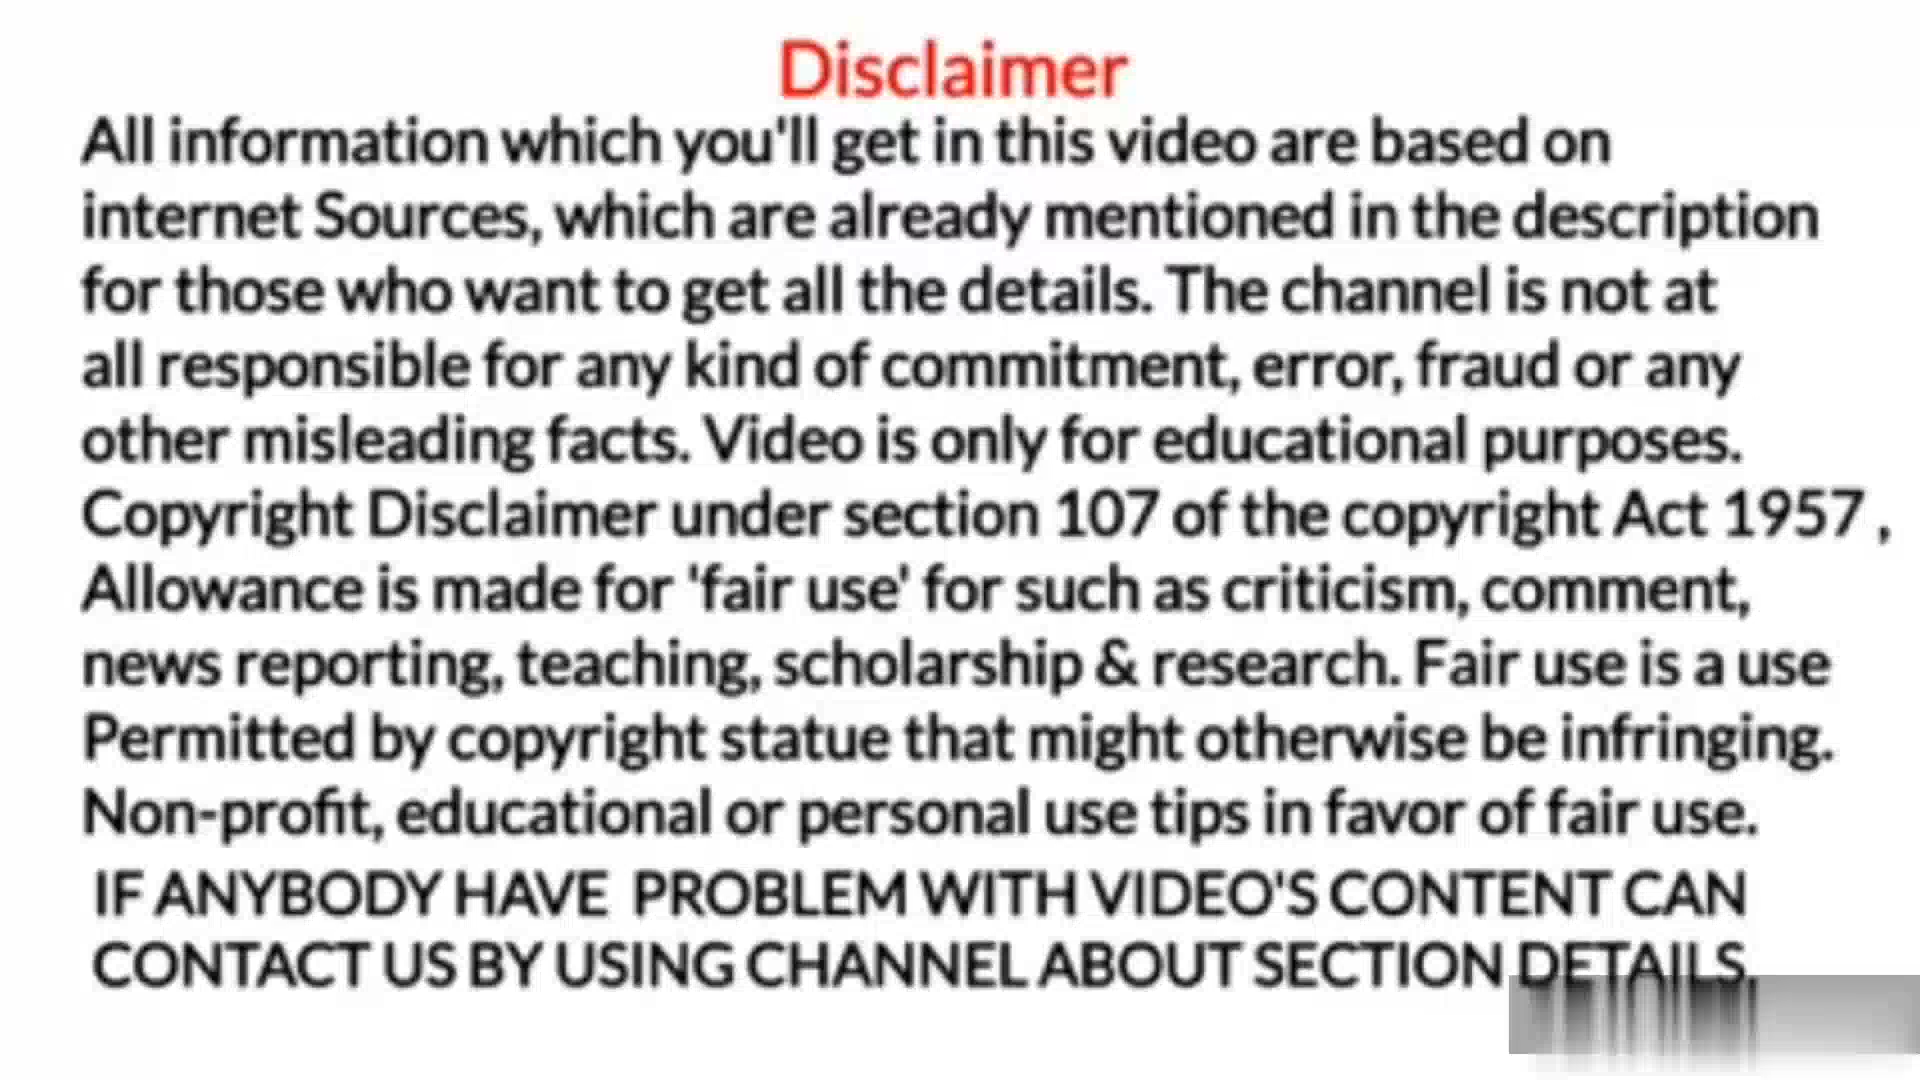 Disclaimer
All information which you'll get in this video are based on
internet Sources, which are already mentioned in the description
for those who want to get all the details. The channel is not at
all responsible for any kind of commitment, error, fraud or any
other misleading facts. Video is only for educational purposes.
Copyright Disclaimer under section 107 of the copyright Act 1957 ,
Allowance is made for 'fair use' for such as criticism, comment,
news reporting, teaching, scholarship & research. Fair use is a use
Permitted by copyright statue that might otherwise be infringing.
Non-profit, educational or personal use tips in favor of fair use.
IF ANYBODY HAVE PROBLEM WITH VIDEO'S CONTENT CAN
CONTACT US BY USING CHANNEL ABOUT SECTION DETAILS.